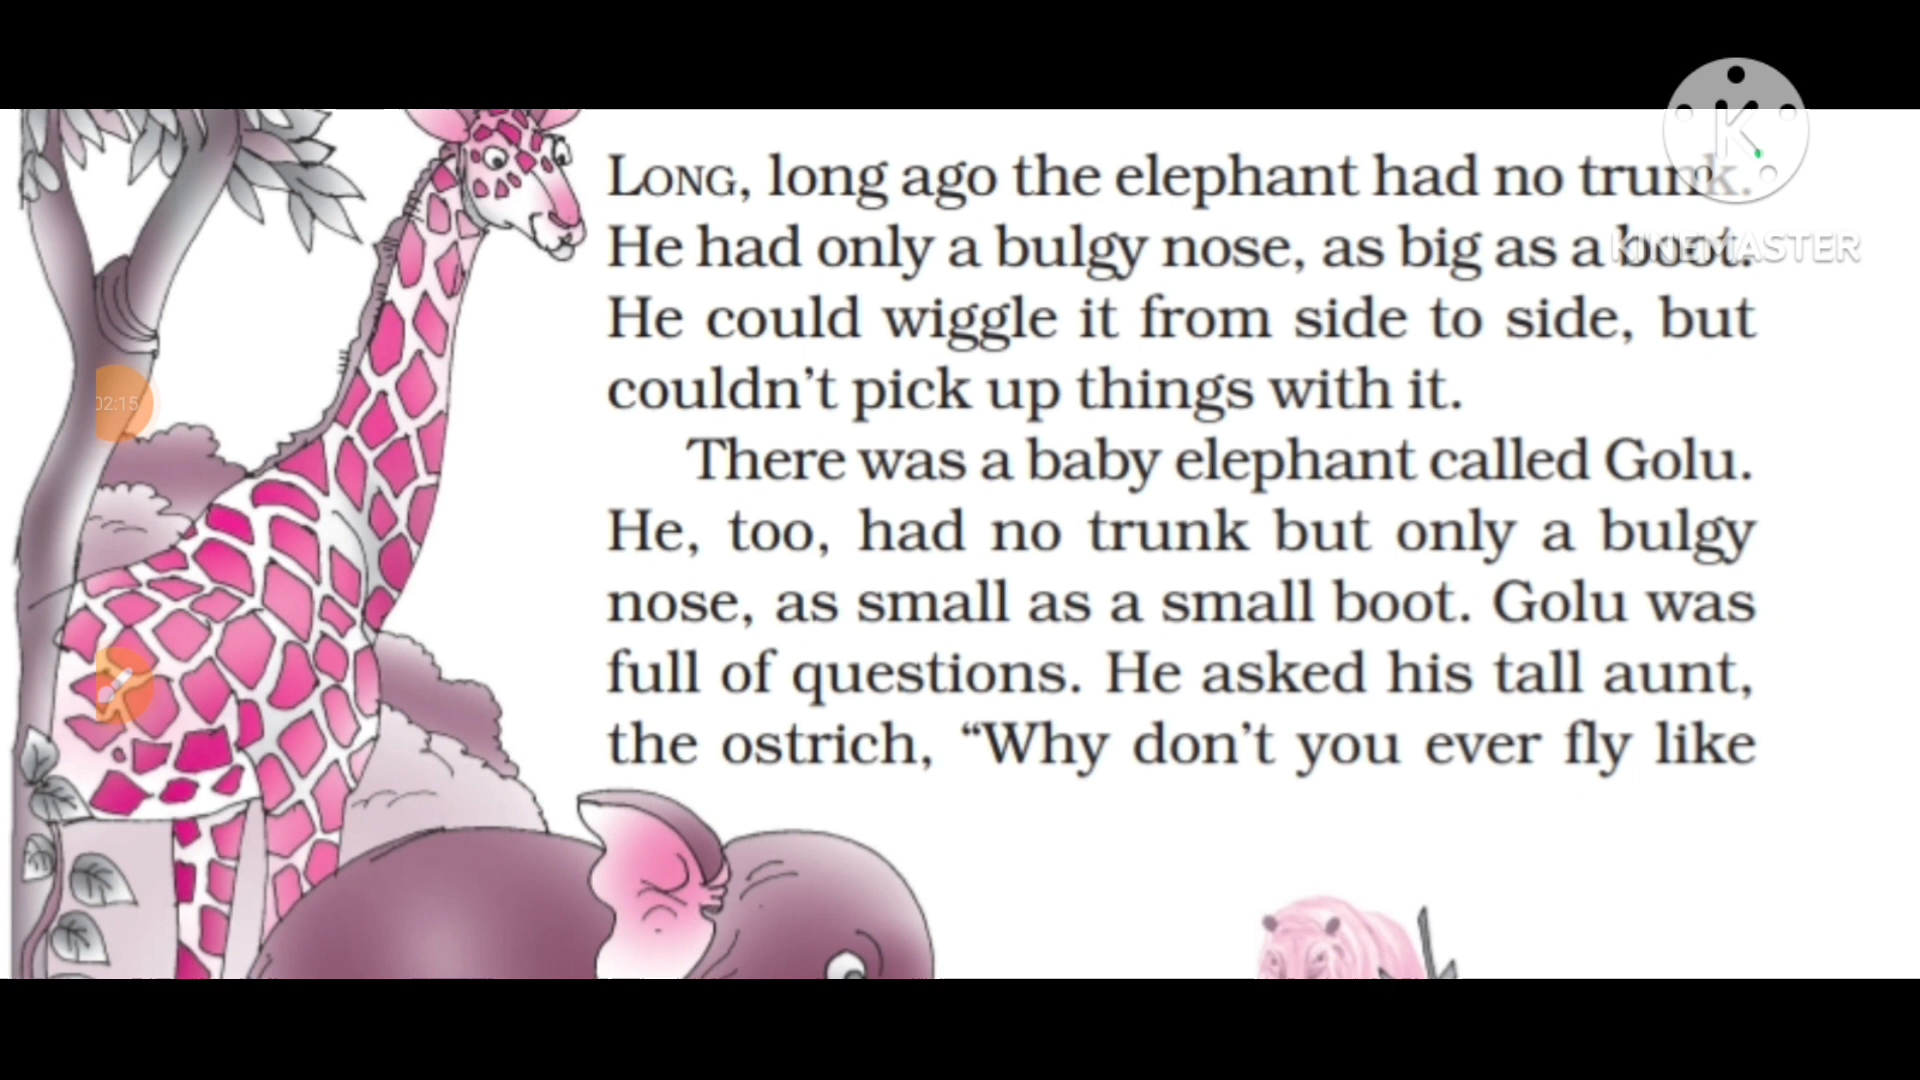 LONG, long ago the elephant had no trunk.
He had only a bulgy nose, as big as a boot.
He could wiggle it from side to side, but
couldn't pick up things with it.
There was a baby elephant called Golu.
He, too, had no trunk but only a bulgy
nose, as small as a small boot. Golu was
full of questions. He asked his tall aunt,
the ostrich, “Why don't you ever fly like
K
KINEMASTER
02:15